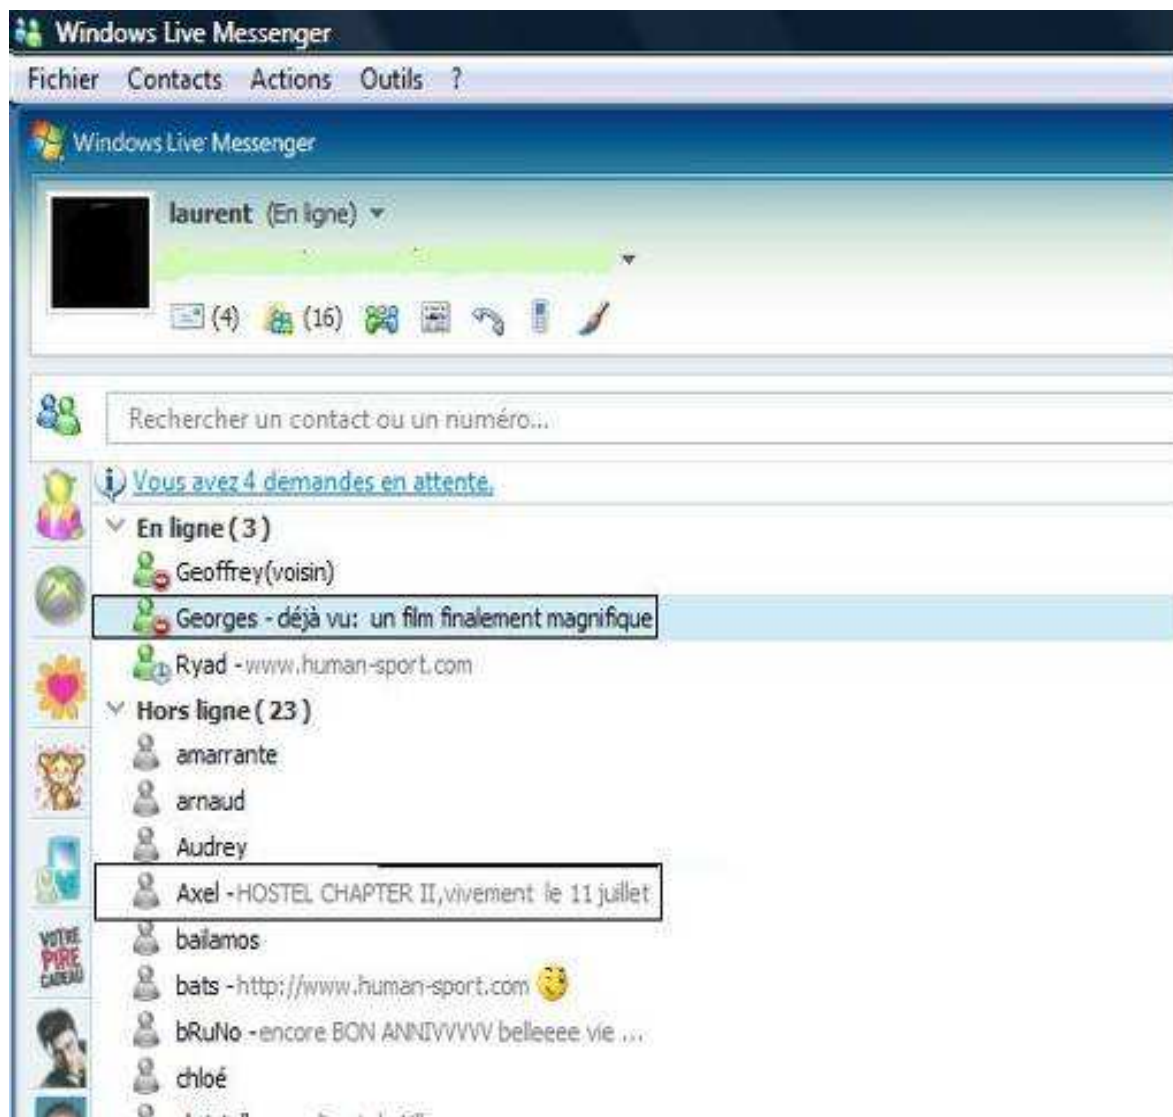 Windows Live Messenger
Fichier Contacts Actions Outils ?
Windows Live Messenger
laurent (En ligne)
(4) (16)
Rechercher un contact ou un numéro...
Vous avez 4 demandes en attente.
En ligne ( 3 )
Geoffrey(voisin)
Georges - déjà vu: un film finalement magnifique
Ryad - www.human-sport.com
Hors ligne ( 23 )
amarrante
arnaud
Audrey
Axel - HOSTEL CHAPTER II,vivement le 11 juillet
bailamos
VOTRE PIRE CADEAU
bats - http://www.human-sport.com
bRuNo - encore BON ANNIVVVVV belleeee vie ...
chloé